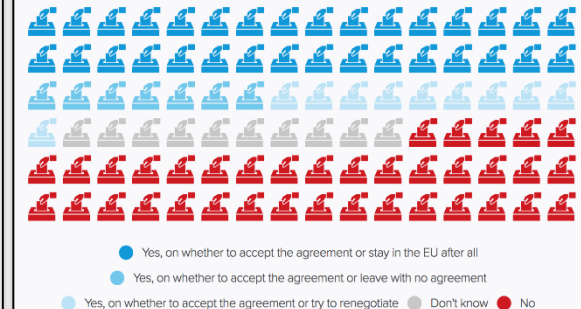 Yes, on whether to accept the agreement or stay in the EU after all
Yes, on whether to accept the agreement or leave with no agreement
Yes, on whether to accept the agreement or try to renegotiate Don't know No